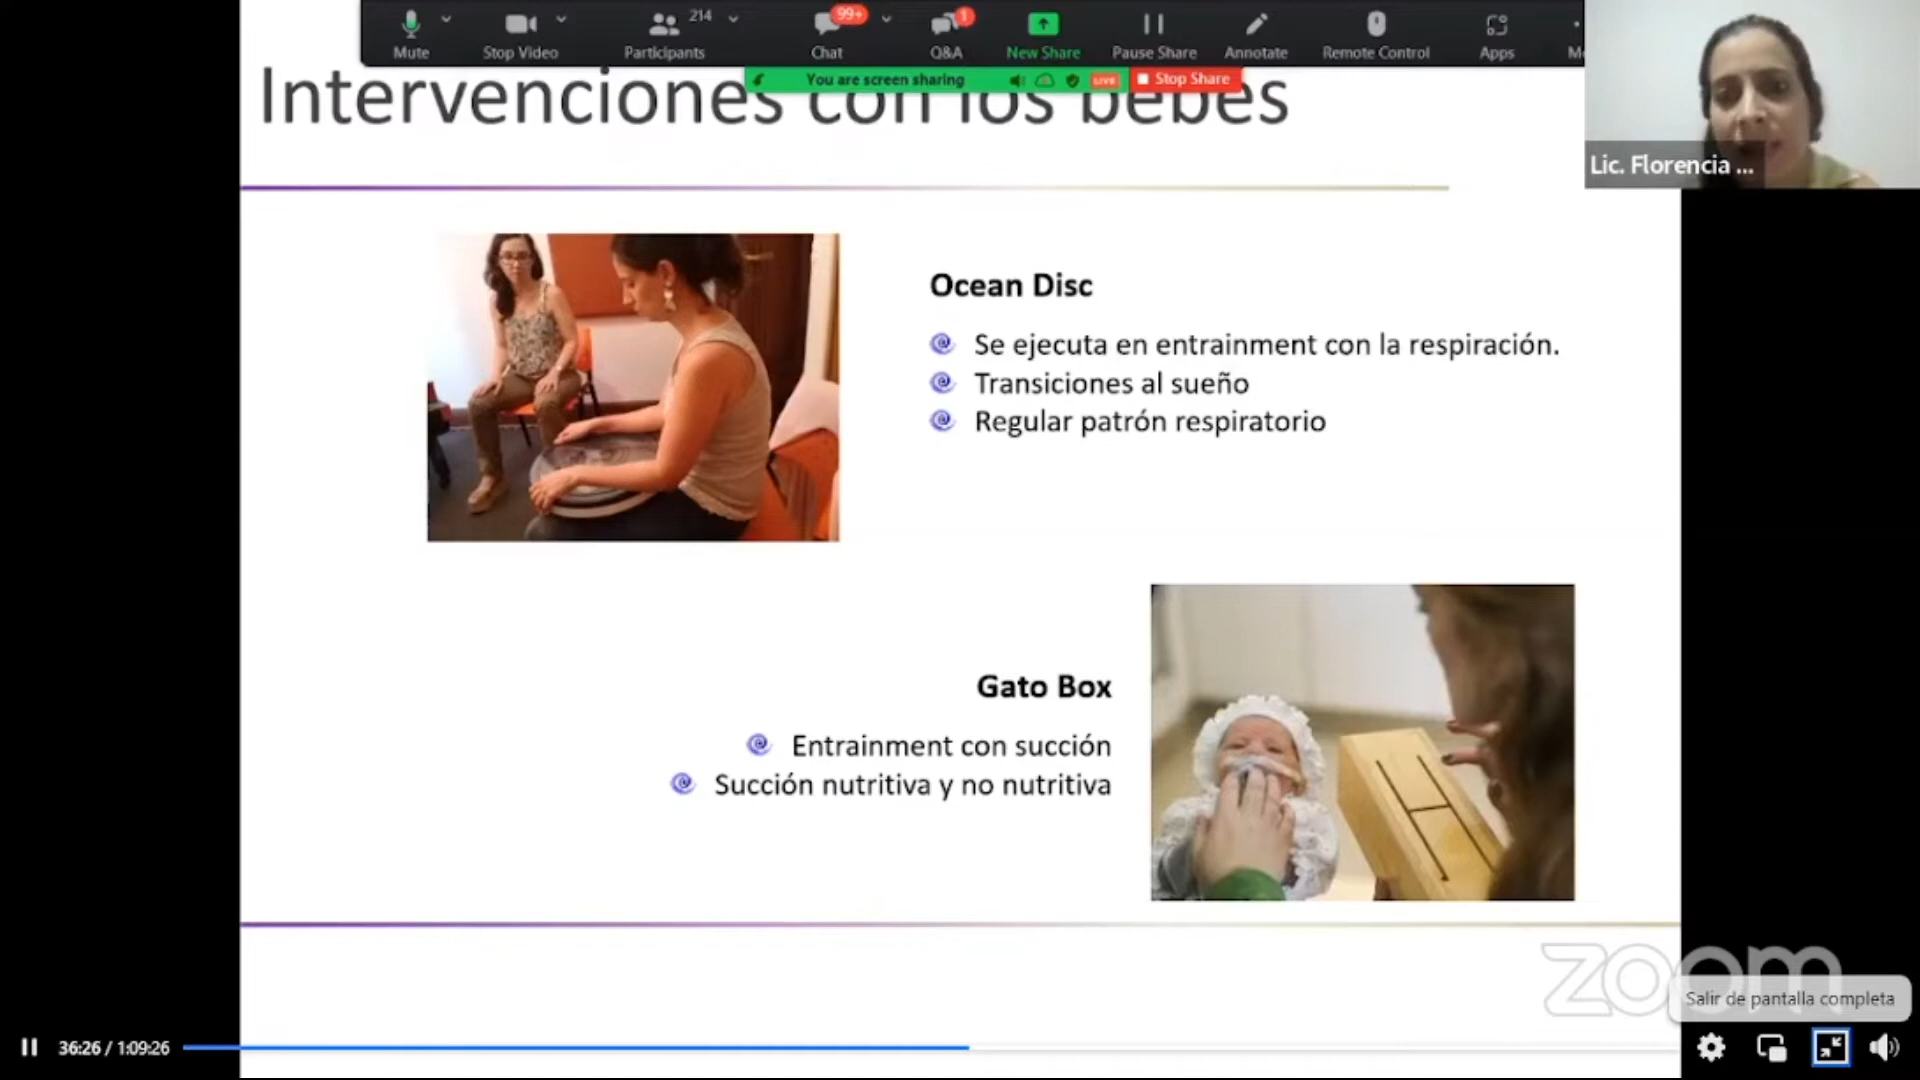 Mute
Stop Video
214
Participants
99+
Chat
1
Q&A
New Share
Pause Share
Annotate
Remote Control
Apps
You are screen sharing
LIVE
Stop Share
Intervenciones con los bebés
Lic. Florencia ...
Ocean Disc
Se ejecuta en entrainment con la respiración.
Transiciones al sueño
Regular patrón respiratorio
Gato Box
Entrainment con succión
Succión nutritiva y no nutritiva
zoom
Salir de pantalla completa
36:26 / 1:09:26